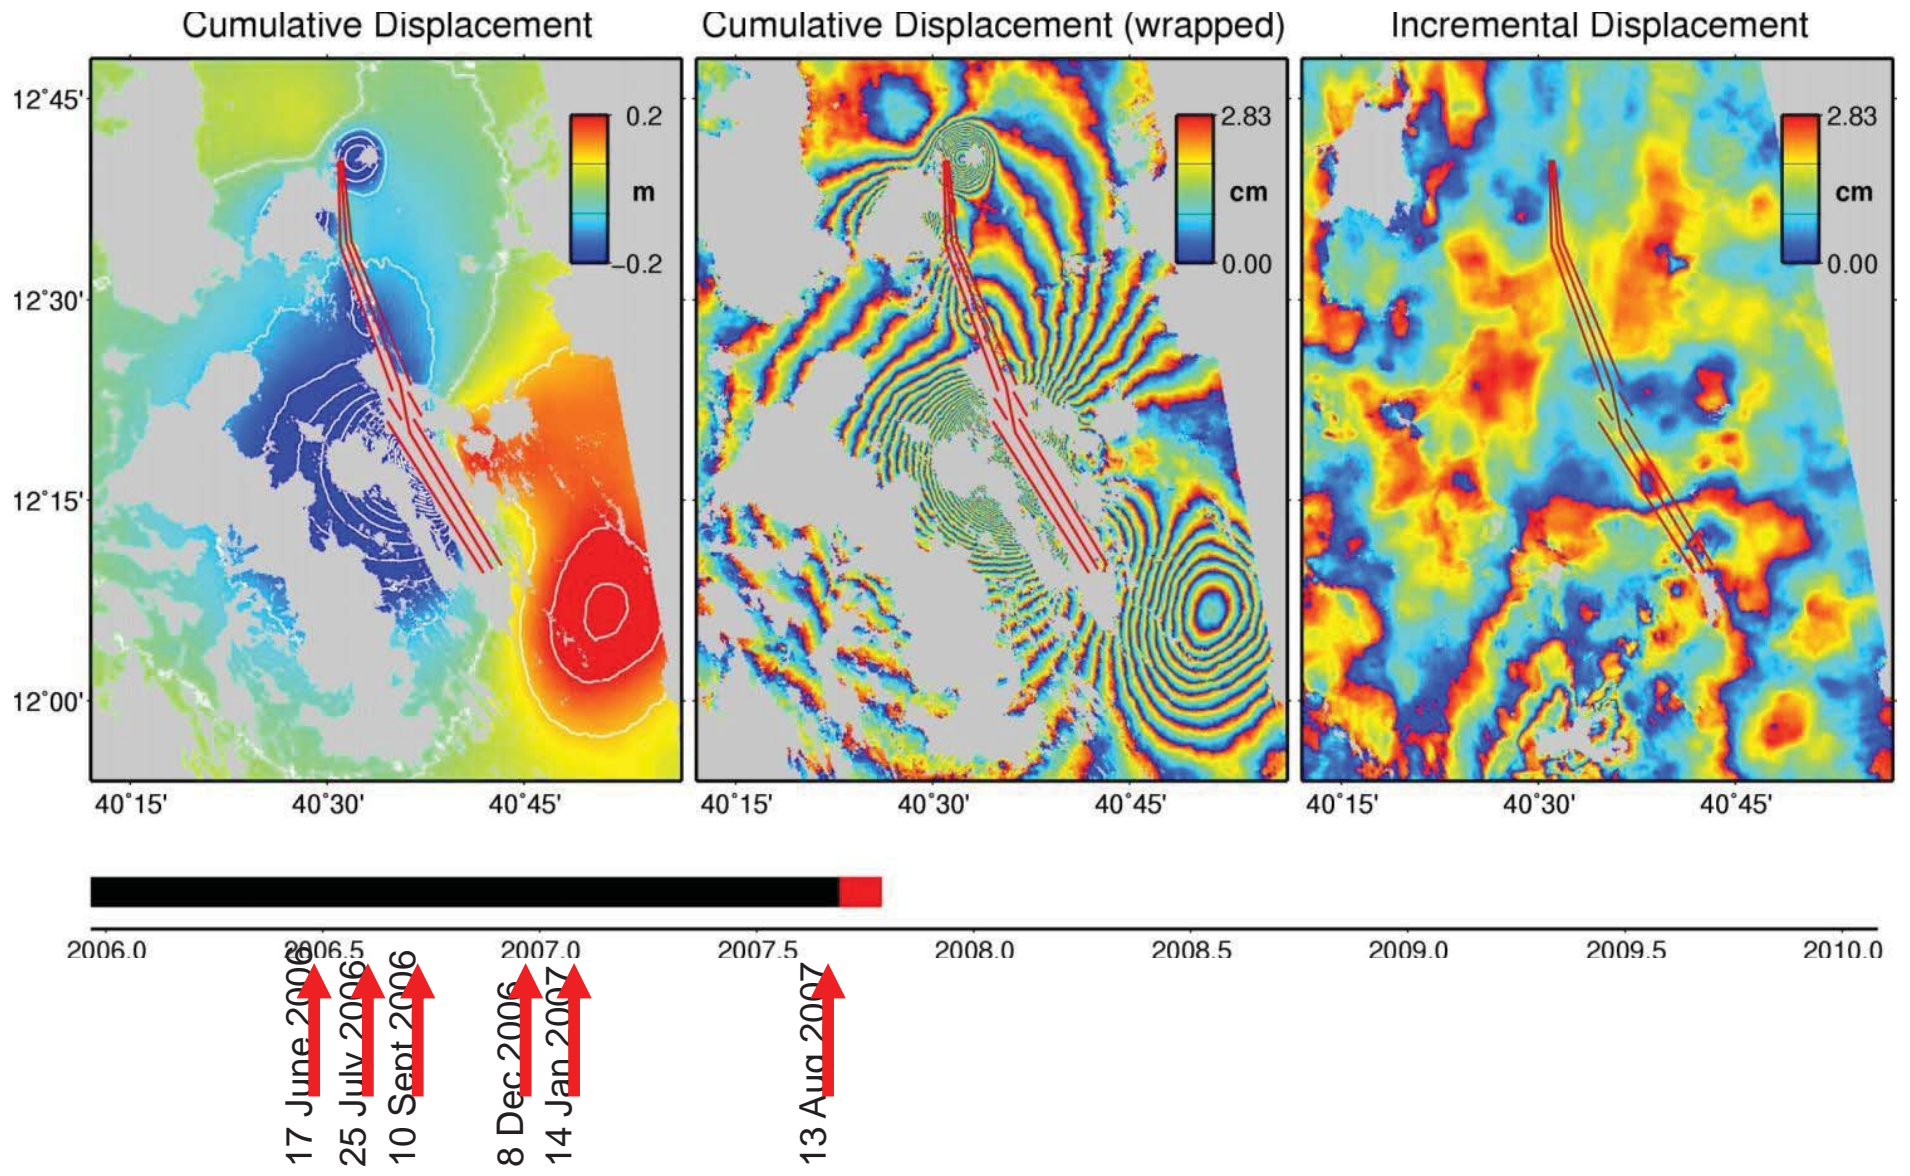 Cumulative Displacement
Cumulative Displacement (wrapped)
Incremental Displacement
12°45'
12°30'
12°15'
12°00'
0.2
m
−0.2
2.83
cm
0.00
2.83
cm
0.00
40°15'
40°30'
40°45'
40°15'
40°30'
40°45'
40°15'
40°30'
40°45'
2006.0
2006.5
2007.0
2007.5
2008.0
2008.5
2009.0
2009.5
2010.0
17 June 2006
25 July 2006
10 Sept 2006
8 Dec 2006
14 Jan 2007
13 Aug 2007